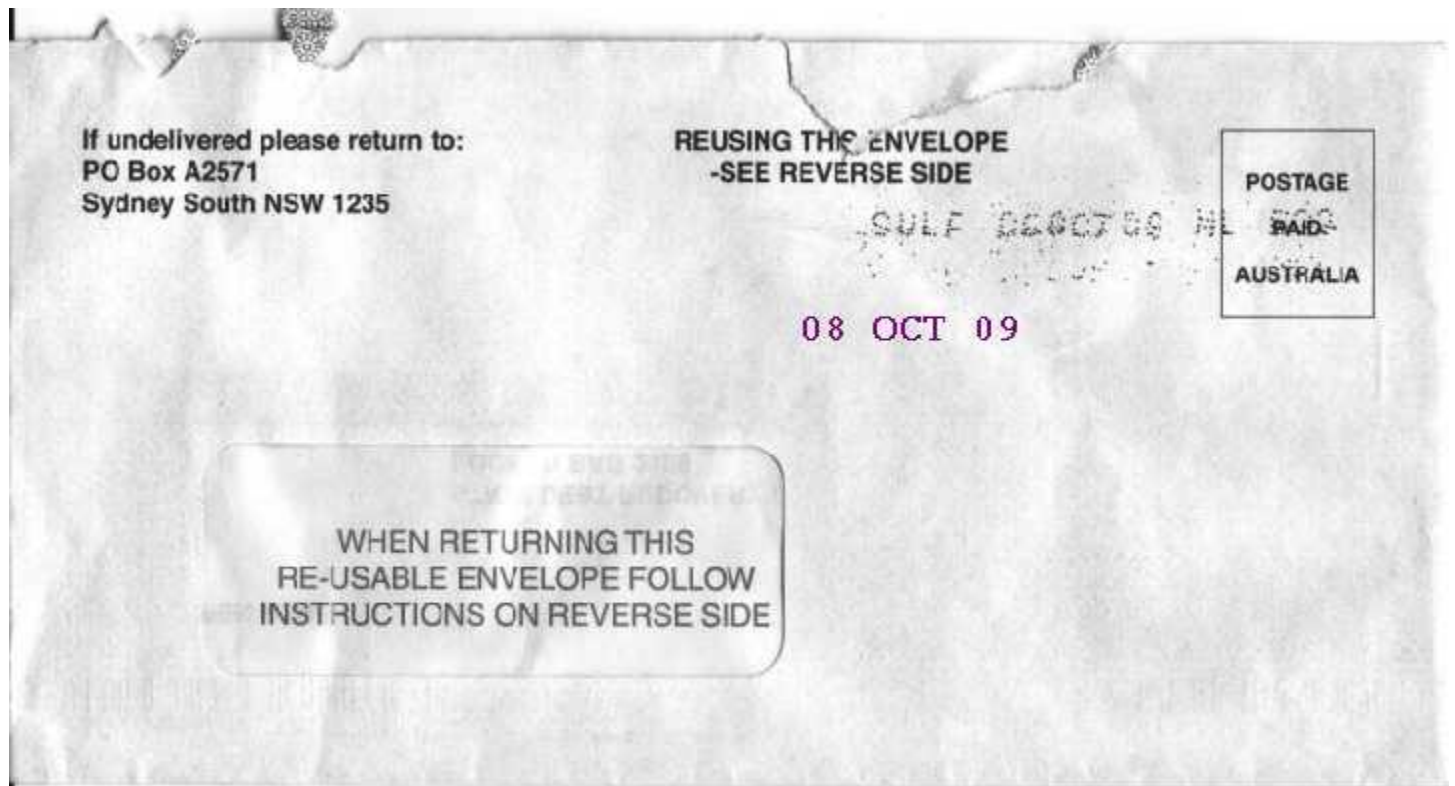 If undelivered please return to:
PO Box A2571
Sydney South NSW 1235
REUSING THIS ENVELOPE
-SEE REVERSE SIDE
POSTAGE
PAID
AUSTRALIA
08 OCT 09
WHEN RETURNING THIS
RE-USABLE ENVELOPE FOLLOW
INSTRUCTIONS ON REVERSE SIDE